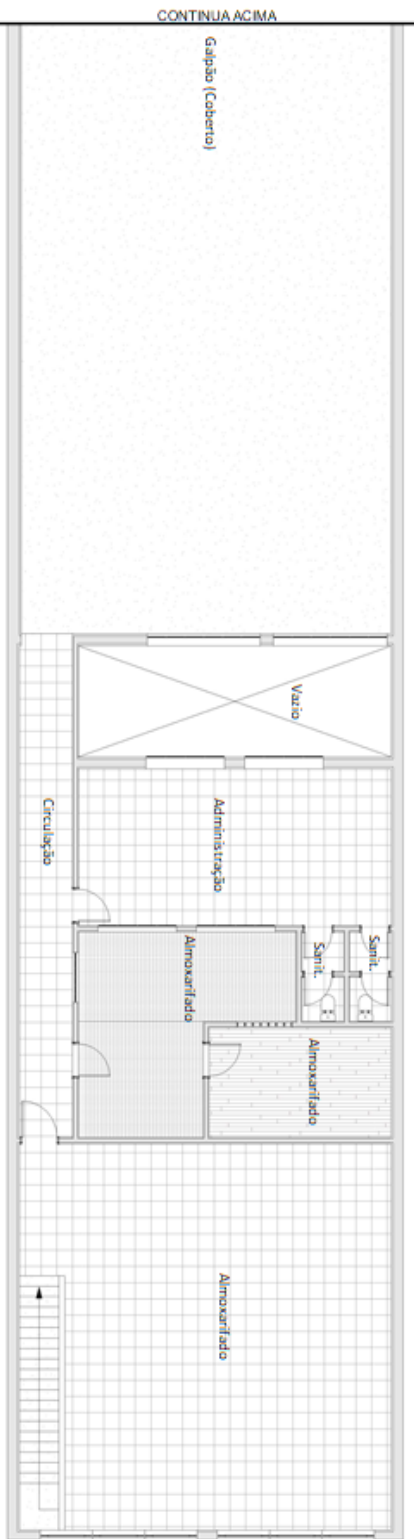 CONTINUA ACIMA
Galpão (Coberto)
Vazio
Circulação
Administração
Almoxarifado
Sanit.
Sanit.
Almoxarifado
Almoxarifado